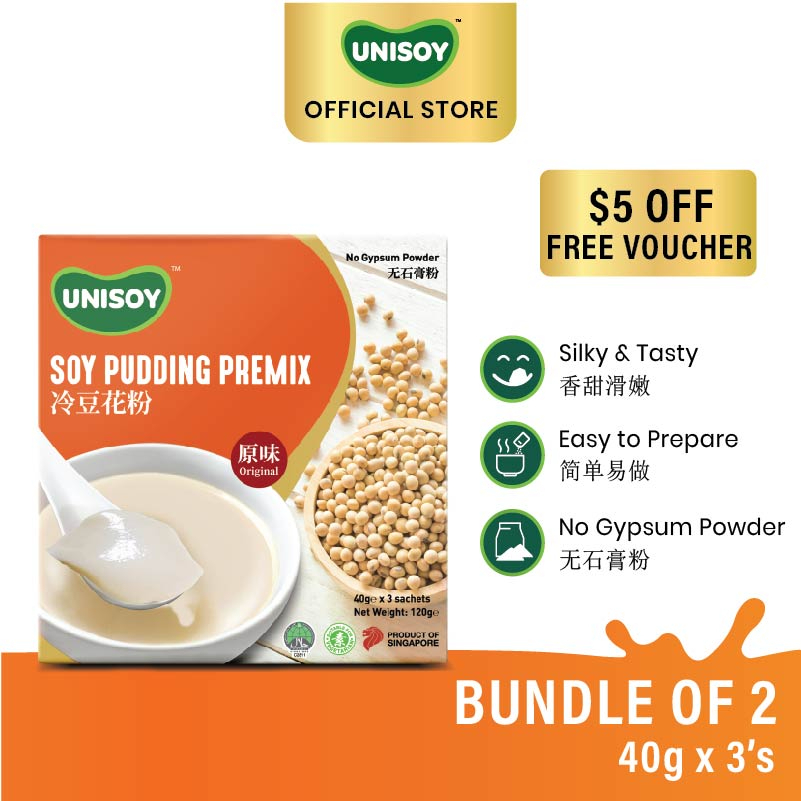 UNISOY™
OFFICIAL STORE
$5 OFF
FREE VOUCHER
No Gypsum Powder
无石膏粉
UNISOY™
SOY PUDDING PREMIX
冷豆花粉
原味
Original
40g℮ x 3 sachets
Net Weight: 120g℮
PRODUCT OF
SINGAPORE
Silky & Tasty
香甜滑嫩
Easy to Prepare
简单易做
No Gypsum Powder
无石膏粉
BUNDLE OF 2
40g x 3’s